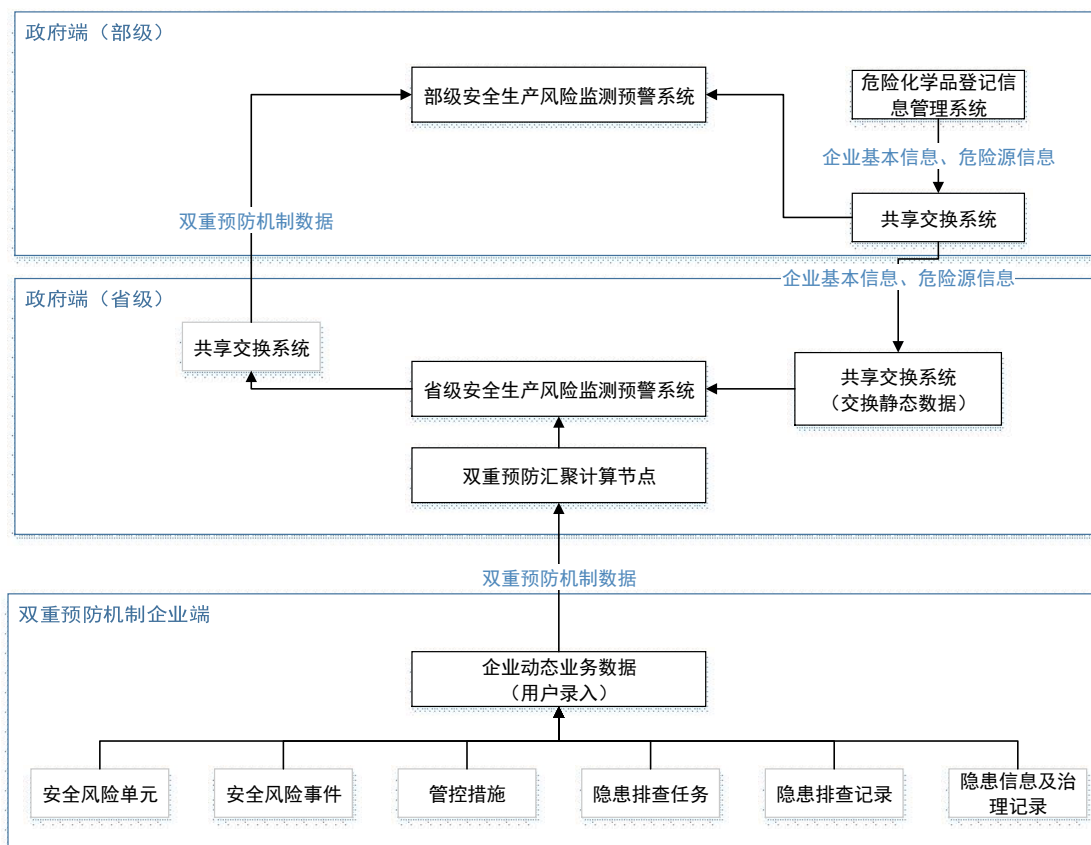 政府端（部级）
部级安全生产风险监测预警系统
危险化学品登记信
息管理系统
企业基本信息、危险源信息
双重预防机制数据
共享交换系统
政府端（省级）
企业基本信息、危险源信息
共享交换系统
省级安全生产风险监测预警系统
共享交换系统
（交换静态数据）
双重预防汇聚计算节点
双重预防机制数据
双重预防机制企业端
企业动态业务数据
（用户录入）
安全风险单元
安全风险事件
管控措施
隐患排查任务
隐患排查记录
隐患信息及治
理记录